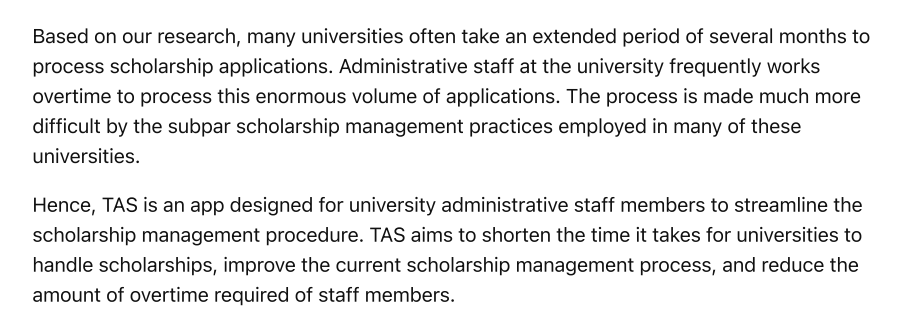 Based on our research, many universities often take an extended period of several months to
process scholarship applications. Administrative staff at the university frequently works
overtime to process this enormous volume of applications. The process is made much more
difficult by the subpar scholarship management practices employed in many of these
universities.
Hence, TAS is an app designed for university administrative staff members to streamline the
scholarship management procedure. TAS aims to shorten the time it takes for universities to
handle scholarships, improve the current scholarship management process, and reduce the
amount of overtime required of staff members.